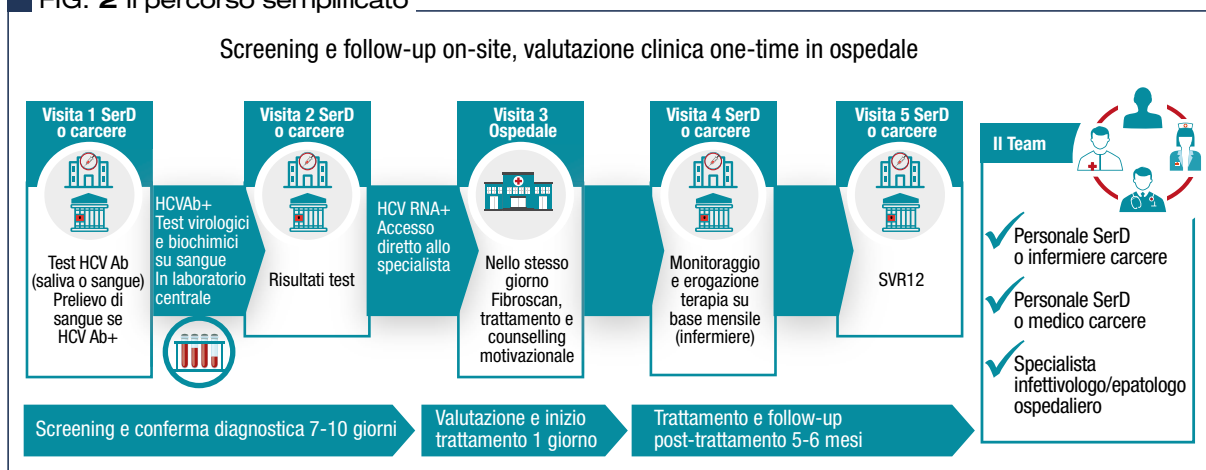 FIG. 2 Il percorso semplificato
Screening e follow-up on-site, valutazione clinica one-time in ospedale
Visita 1 SerD
o carcere
Test HCV Ab
(saliva o sangue)
Prelievo di
sangue se
HCV Ab+
HCVAb+
Test virologici
e biochimici
su sangue
In laboratorio
centrale
Visita 2 SerD
o carcere
Risultati test
HCV RNA+
Accesso
diretto allo
specialista
Visita 3
Ospedale
Nello stesso
giorno
Fibroscan,
trattamento e
counselling
motivazionale
Visita 4 SerD
o carcere
Monitoraggio
e erogazione
terapia su
base mensile
(infermiere)
Visita 5 SerD
o carcere
SVR12
Il Team
Personale SerD
o infermiere carcere
Personale SerD
o medico carcere
Specialista
infettivologo/epatologo
ospedaliero
Screening e conferma diagnostica 7-10 giorni
Valutazione e inizio
trattamento 1 giorno
Trattamento e follow-up
post-trattamento 5-6 mesi